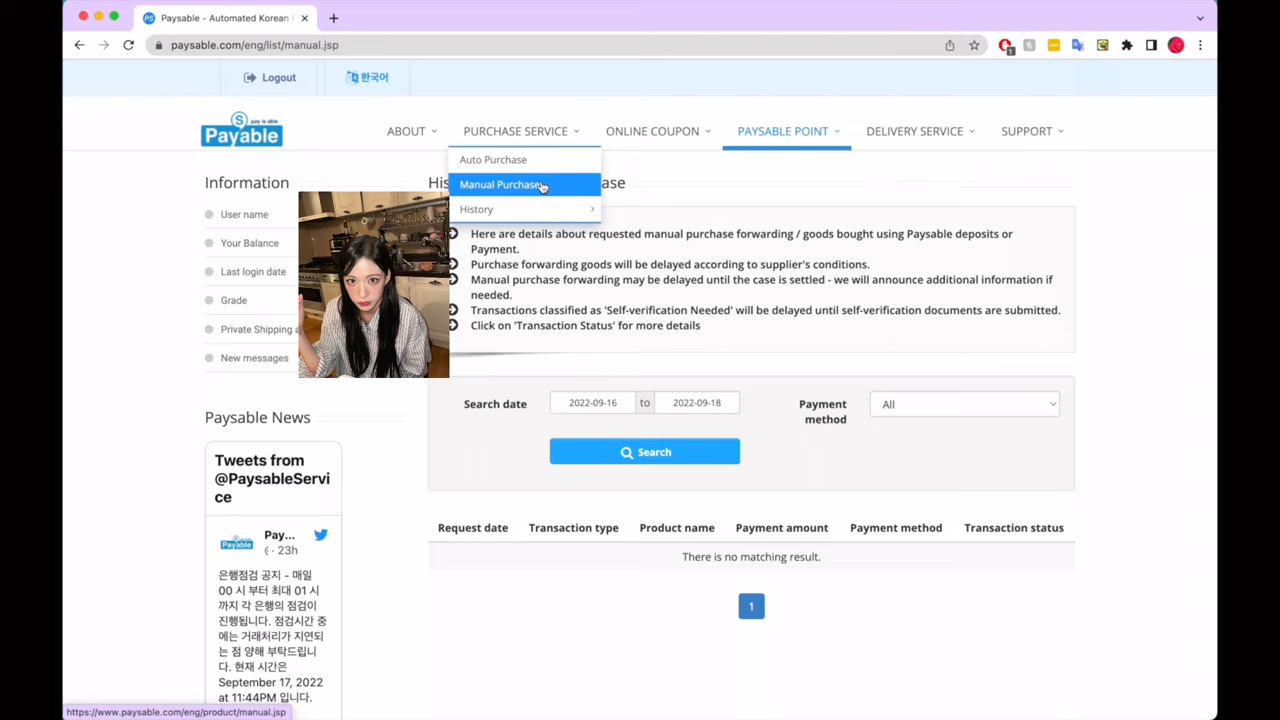 Paysable - Automated Korean
paysable.com/eng/list/manual.jsp
1
Logout
한국어
S pay is able
Payable
ABOUT
PURCHASE SERVICE
ONLINE COUPON
PAYSABLE POINT
DELIVERY SERVICE
SUPPORT
Auto Purchase
Manual Purchase
History
Information
User name
Your Balance
Last login date
Grade
Private Shipping
New messages
Here are details about requested manual purchase forwarding / goods bought using Paysable deposits or
Payment.
Purchase forwarding goods will be delayed according to supplier's conditions.
Manual purchase forwarding may be delayed until the case is settled - we will announce additional information if
needed.
Transactions classified as 'Self-verification Needed' will be delayed until self-verification documents are submitted.
Click on 'Transaction Status' for more details
Search date
2022-09-16 to 2022-09-18
Payment
method
All
Search
Paysable News
Tweets from
@PaysableServi
ce
Payable
Pay...
· 23h
은행점검 공지 - 매일
00 시 부터 최대 01 시
까지 각 은행의 점검이
진행됩니다. 점검시간 중
에는 거래처리가 지연되
는 점 양해 부탁드립니
다. 현재 시간은
September 17, 2022
at 11:44PM 입니다.
Request date
Transaction type
Product name
Payment amount
Payment method
Transaction status
There is no matching result.
1
https://www.paysable.com/eng/product/manual.jsp